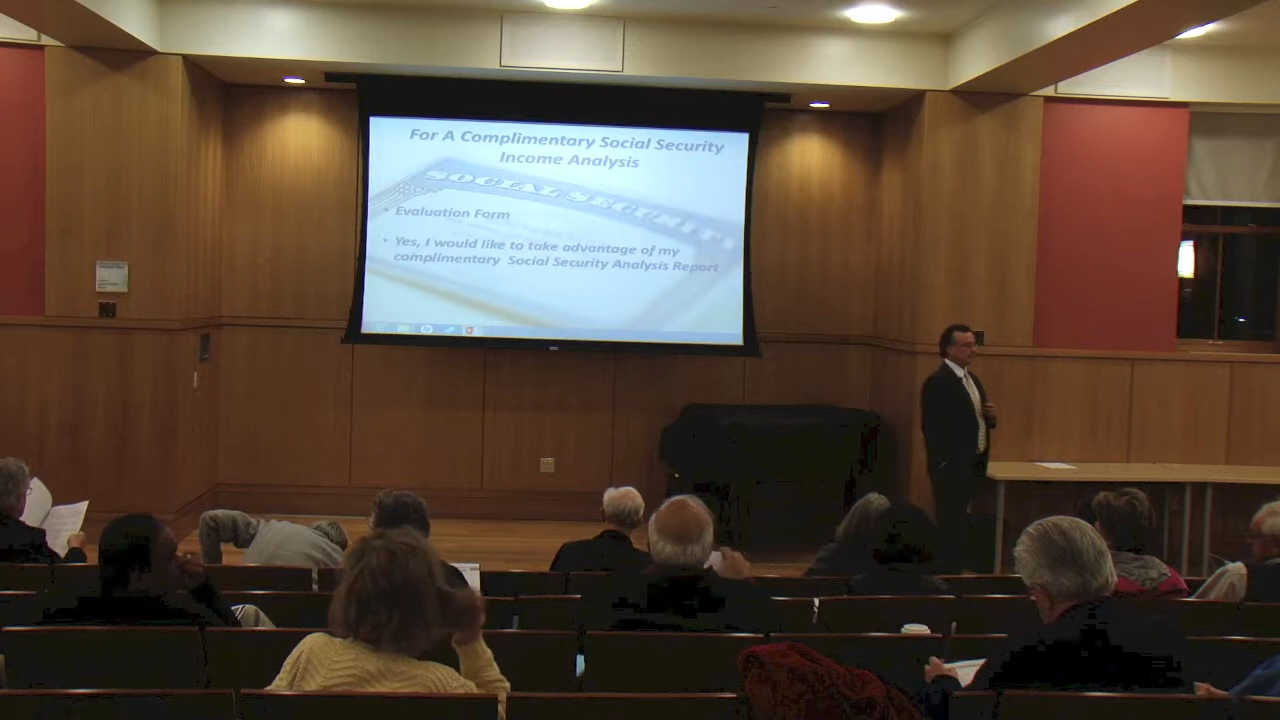 For A Complimentary Social Security
Income Analysis
SOCIAL SECURITY
• Evaluation Form
• Yes, I would like to take advantage of my
complimentary Social Security Analysis Report